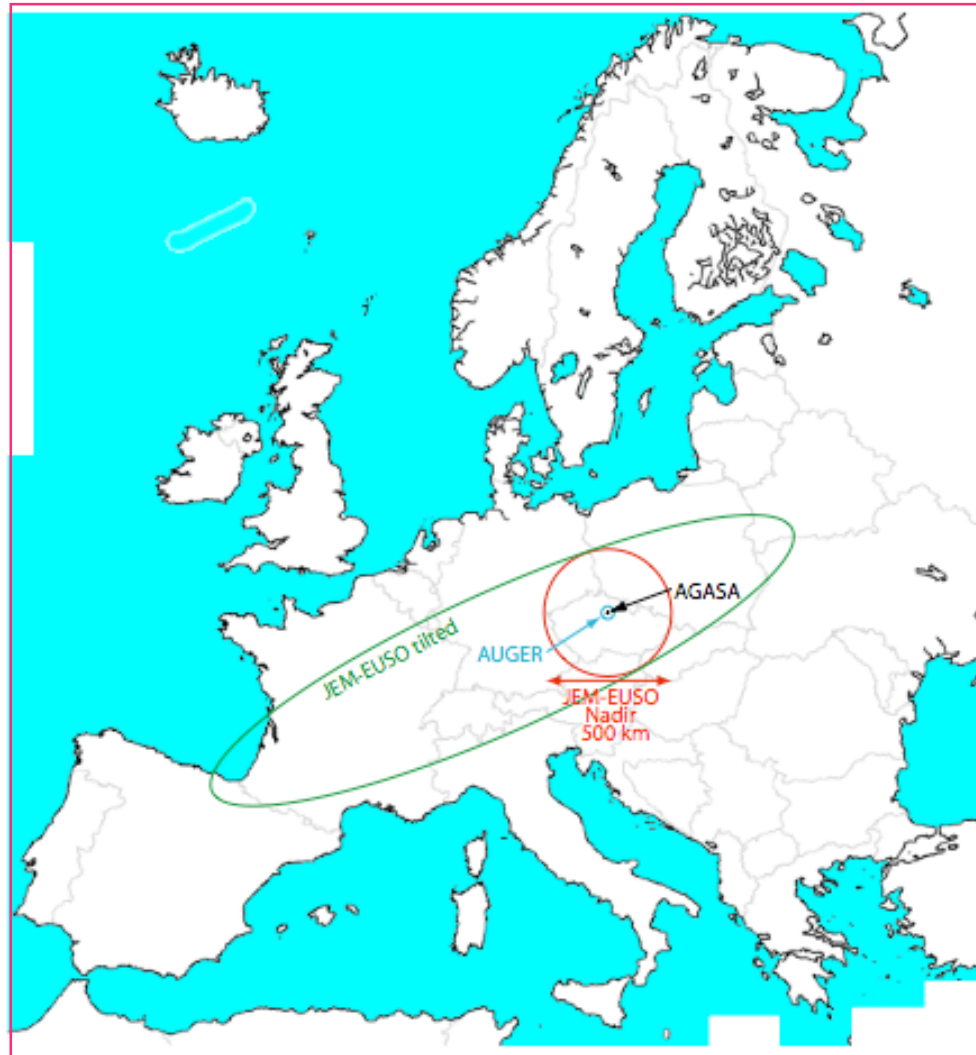 AGASA
AUGER
JEM-EUSO tilted
JEM-EUSO
Nadir
500 km